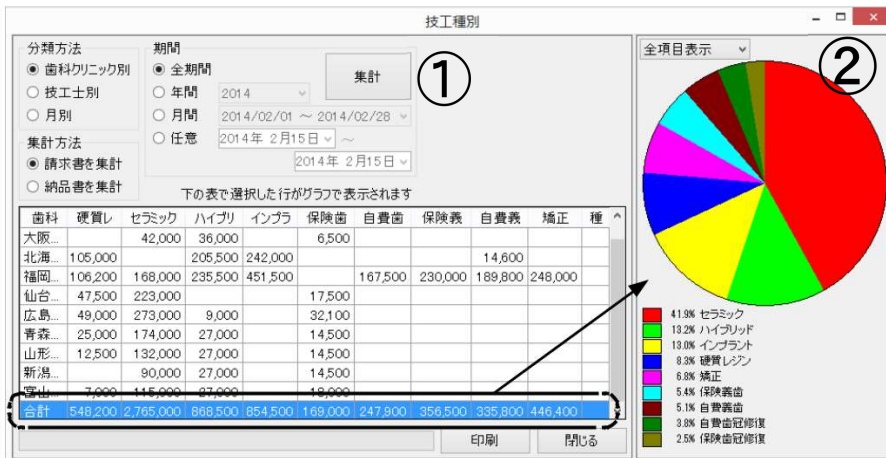 技工種別
分類方法
歯科クリニック別
技工士別
月別
集計方法
請求書を集計
納品書を集計
期間
全期間
年間 2014
月間 2014/02/01 ～ 2014/02/28
任意 2014年 2月15日 ～
2014年 2月15日
集計
①
下の表で選択した行がグラフで表示されます
歯科 硬質レ セラミック ハイブリ インプラ 保険歯 自費歯 保険義 自費義 矯正 種
大阪... 42,000 36,000 6,500
北海... 105,000 205,500 242,000 14,600
福岡... 106,200 168,000 235,500 451,500 167,500 230,000 189,800 248,000
仙台... 47,500 223,000 17,500
広島... 49,000 273,000 9,000 32,100
青森... 25,000 174,000 27,000 14,500
山形... 12,500 132,000 27,000 14,500
新潟... 90,000 27,000 14,500
富山... 7,000 115,000 27,000 18,000
合計 548,200 2,765,000 868,500 854,500 169,000 247,900 356,500 335,800 446,400
印刷 閉じる
全項目表示
②
41.9% セラミック
13.2% ハイブリッド
13.0% インプラント
8.3% 硬質レジン
6.8% 矯正
5.4% 保険義歯
5.1% 自費義歯
3.8% 自費歯冠修復
2.5% 保険歯冠修復